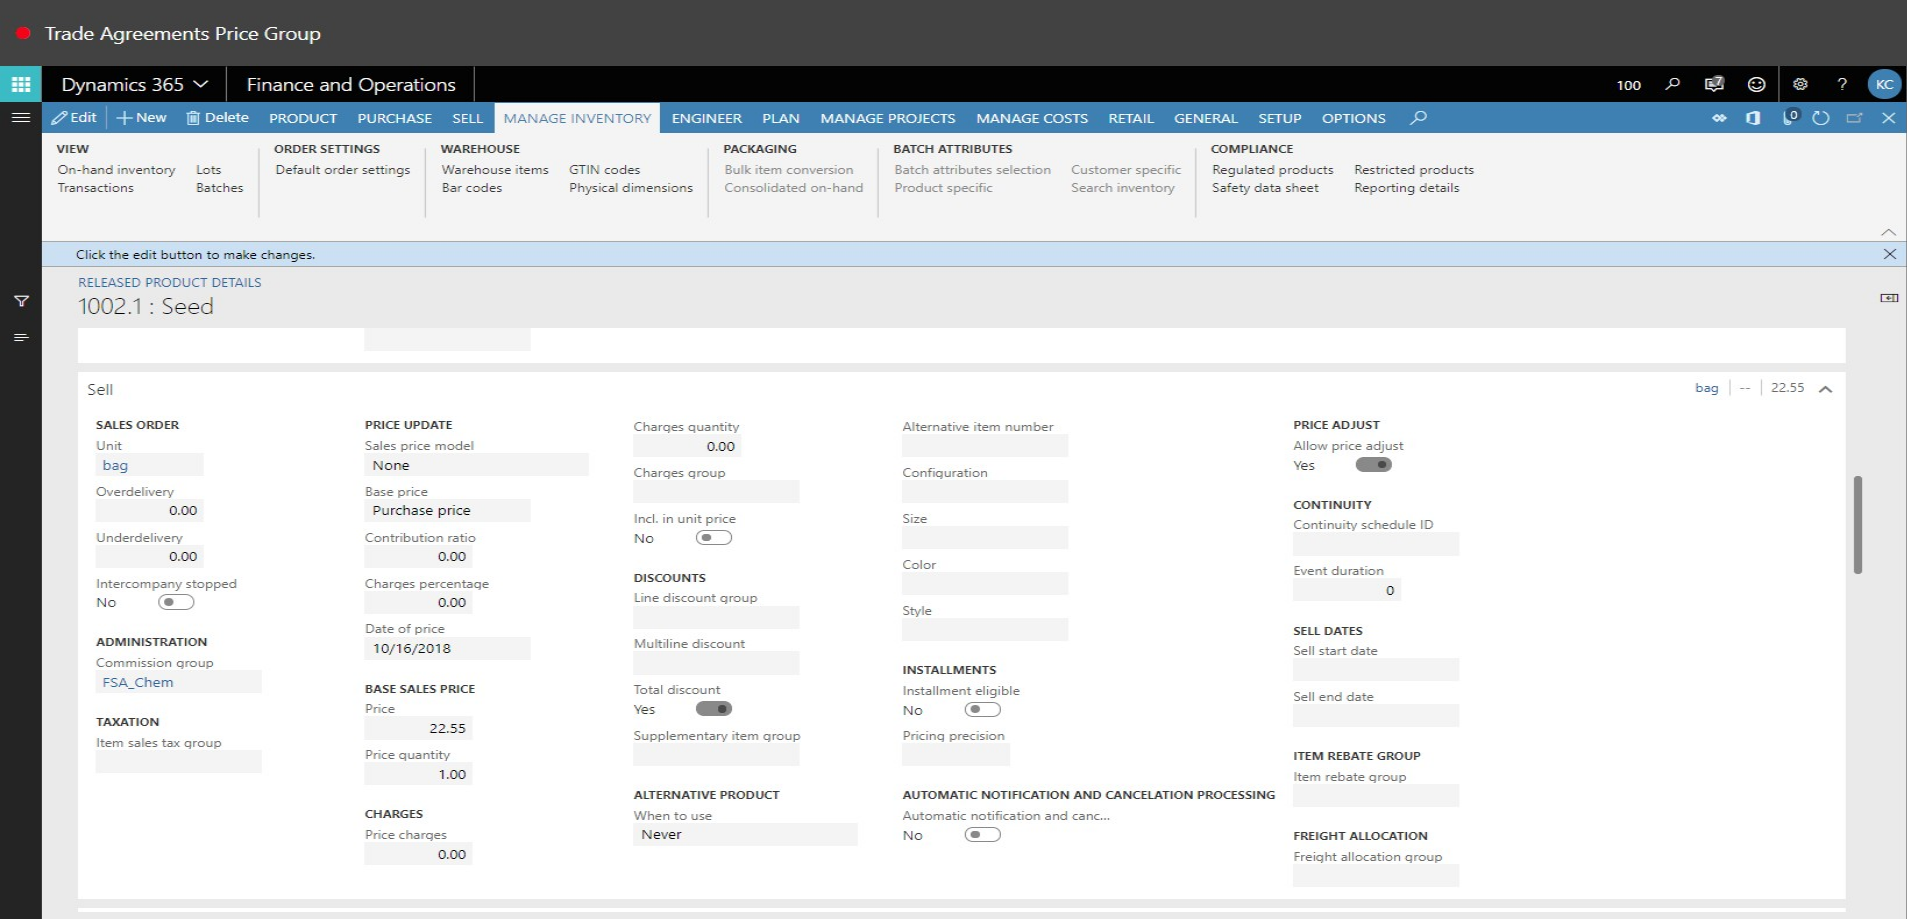 Trade Agreements Price Group
Dynamics 365
Finance and Operations
100
7
?
KC
Edit
New
Delete
PRODUCT
PURCHASE
SELL
MANAGE INVENTORY
ENGINEER
PLAN
MANAGE PROJECTS
MANAGE COSTS
RETAIL
GENERAL
SETUP
OPTIONS
0
VIEW
On-hand inventory
Transactions
Lots
Batches
ORDER SETTINGS
Default order settings
WAREHOUSE
Warehouse items
Bar codes
GTIN codes
Physical dimensions
PACKAGING
Bulk item conversion
Consolidated on-hand
BATCH ATTRIBUTES
Batch attributes selection
Product specific
Customer specific
Search inventory
COMPLIANCE
Regulated products
Safety data sheet
Restricted products
Reporting details
Click the edit button to make changes.
RELEASED PRODUCT DETAILS
1002.1 : Seed
Sell
bag
--
22.55
SALES ORDER
Unit
bag
Overdelivery
0.00
Underdelivery
0.00
Intercompany stopped
No
ADMINISTRATION
Commission group
FSA_Chem
TAXATION
Item sales tax group
PRICE UPDATE
Sales price model
None
Base price
Purchase price
Contribution ratio
0.00
Charges percentage
0.00
Date of price
10/16/2018
BASE SALES PRICE
Price
22.55
Price quantity
1.00
CHARGES
Price charges
0.00
Charges quantity
0.00
Charges group
Incl. in unit price
No
DISCOUNTS
Line discount group
Multiline discount
Total discount
Yes
Supplementary item group
ALTERNATIVE PRODUCT
When to use
Never
Alternative item number
Configuration
Size
Color
Style
INSTALLMENTS
Installment eligible
No
Pricing precision
AUTOMATIC NOTIFICATION AND CANCELATION PROCESSING
Automatic notification and canc...
No
PRICE ADJUST
Allow price adjust
Yes
CONTINUITY
Continuity schedule ID
Event duration
0
SELL DATES
Sell start date
Sell end date
ITEM REBATE GROUP
Item rebate group
FREIGHT ALLOCATION
Freight allocation group